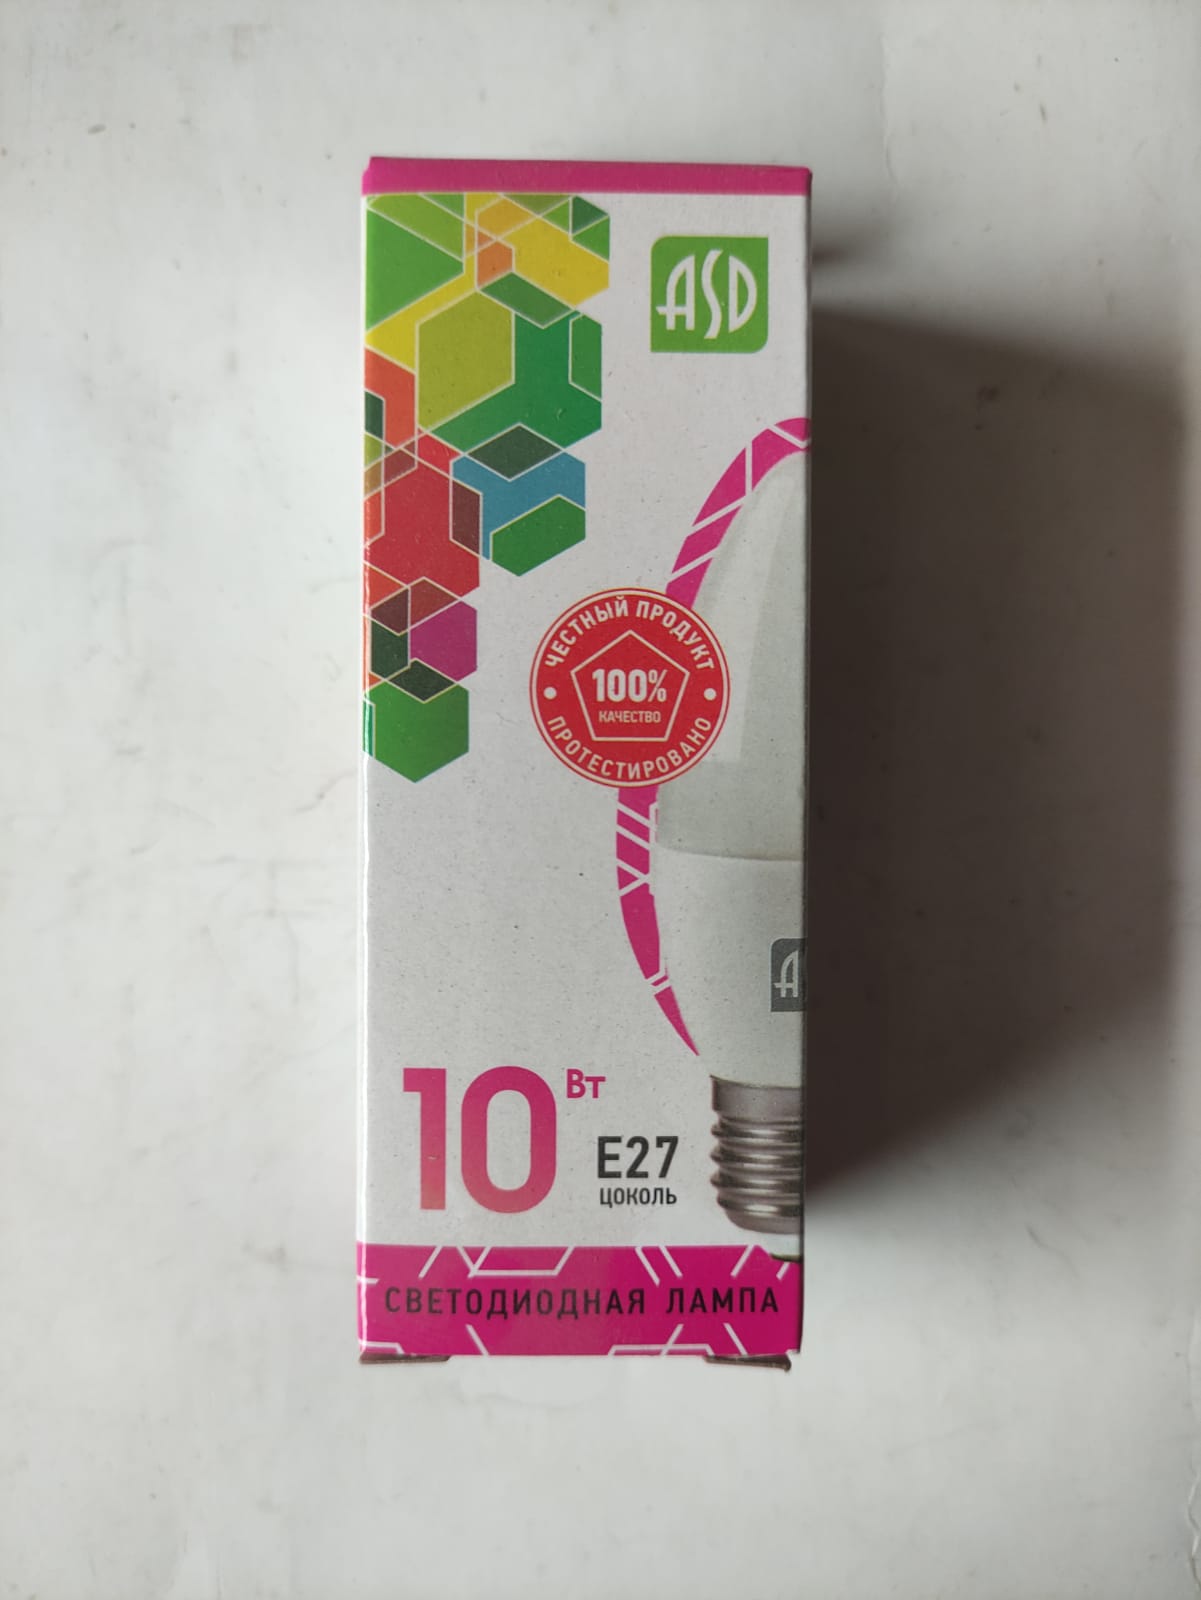 ASD
ЧЕСТНЫЙ ПРОДУКТ
100%
КАЧЕСТВО
ПРОТЕСТИРОВАНО
A
10 Вт
E27
ЦОКОЛЬ
СВЕТОДИОДНАЯ ЛАМПА